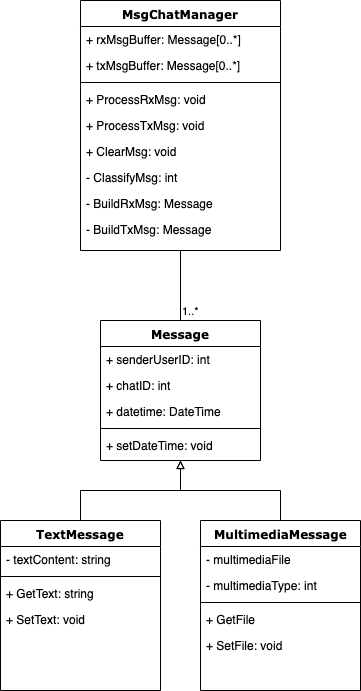 MsgChatManager
+ rxMsgBuffer: Message[0..*]
+ txMsgBuffer: Message[0..*]
+ ProcessRxMsg: void
+ ProcessTxMsg: void
+ ClearMsg: void
- ClassifyMsg: int
- BuildRxMsg: Message
- BuildTxMsg: Message
1..*
Message
+ senderUserID: int
+ chatID: int
+ datetime: DateTime
+ setDateTime: void
TextMessage
- textContent: string
+ GetText: string
+ SetText: void
MultimediaMessage
- multimediaFile
- multimediaType: int
+ GetFile
+ SetFile: void